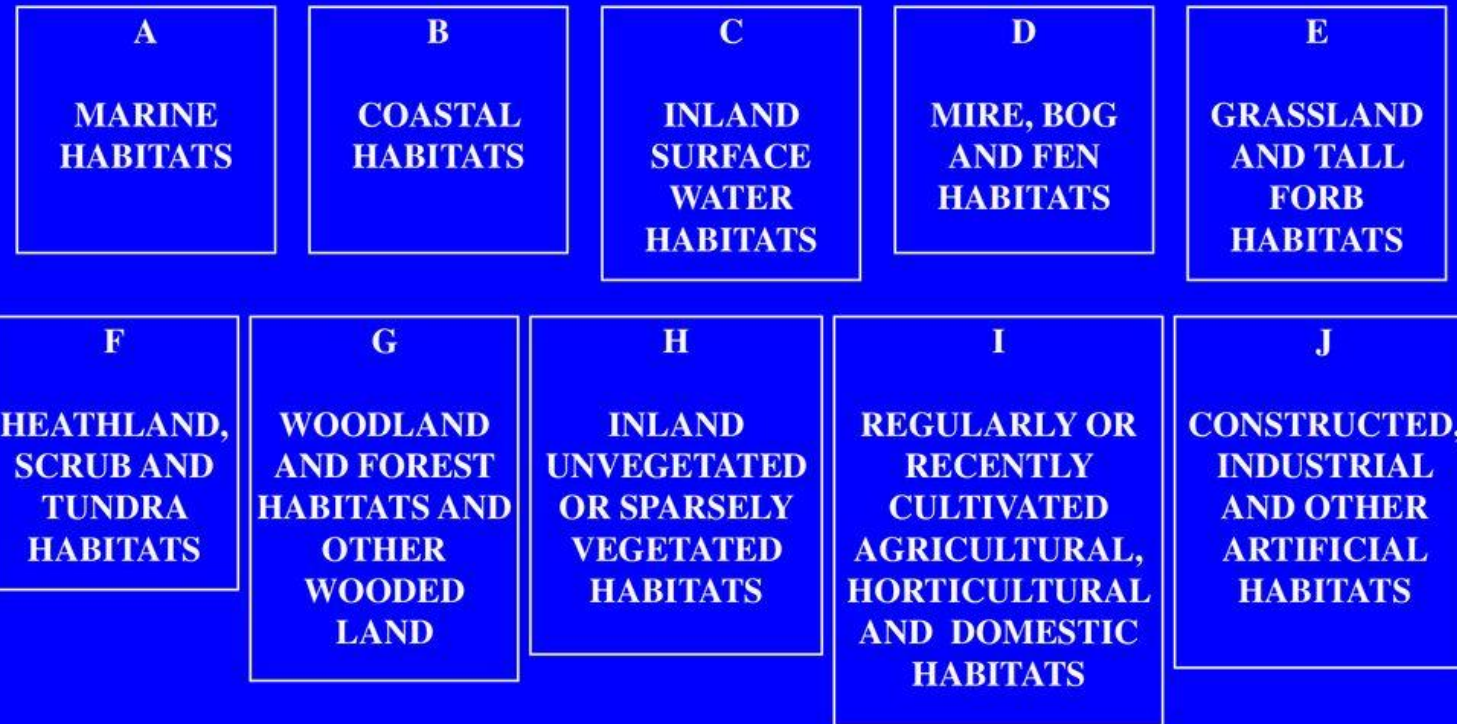 A
MARINE
HABITATS
B
COASTAL
HABITATS
C
INLAND
SURFACE
WATER
HABITATS
D
MIRE, BOG
AND FEN
HABITATS
E
GRASSLAND
AND TALL
FORB
HABITATS
F
HEATHLAND,
SCRUB AND
TUNDRA
HABITATS
G
WOODLAND
AND FOREST
HABITATS AND
OTHER
WOODED
LAND
H
INLAND
UNVEGETATED
OR SPARSELY
VEGETATED
HABITATS
I
REGULARLY OR
RECENTLY
CULTIVATED
AGRICULTURAL,
HORTICULTURAL
AND DOMESTIC
HABITATS
J
CONSTRUCTED,
INDUSTRIAL
AND OTHER
ARTIFICIAL
HABITATS